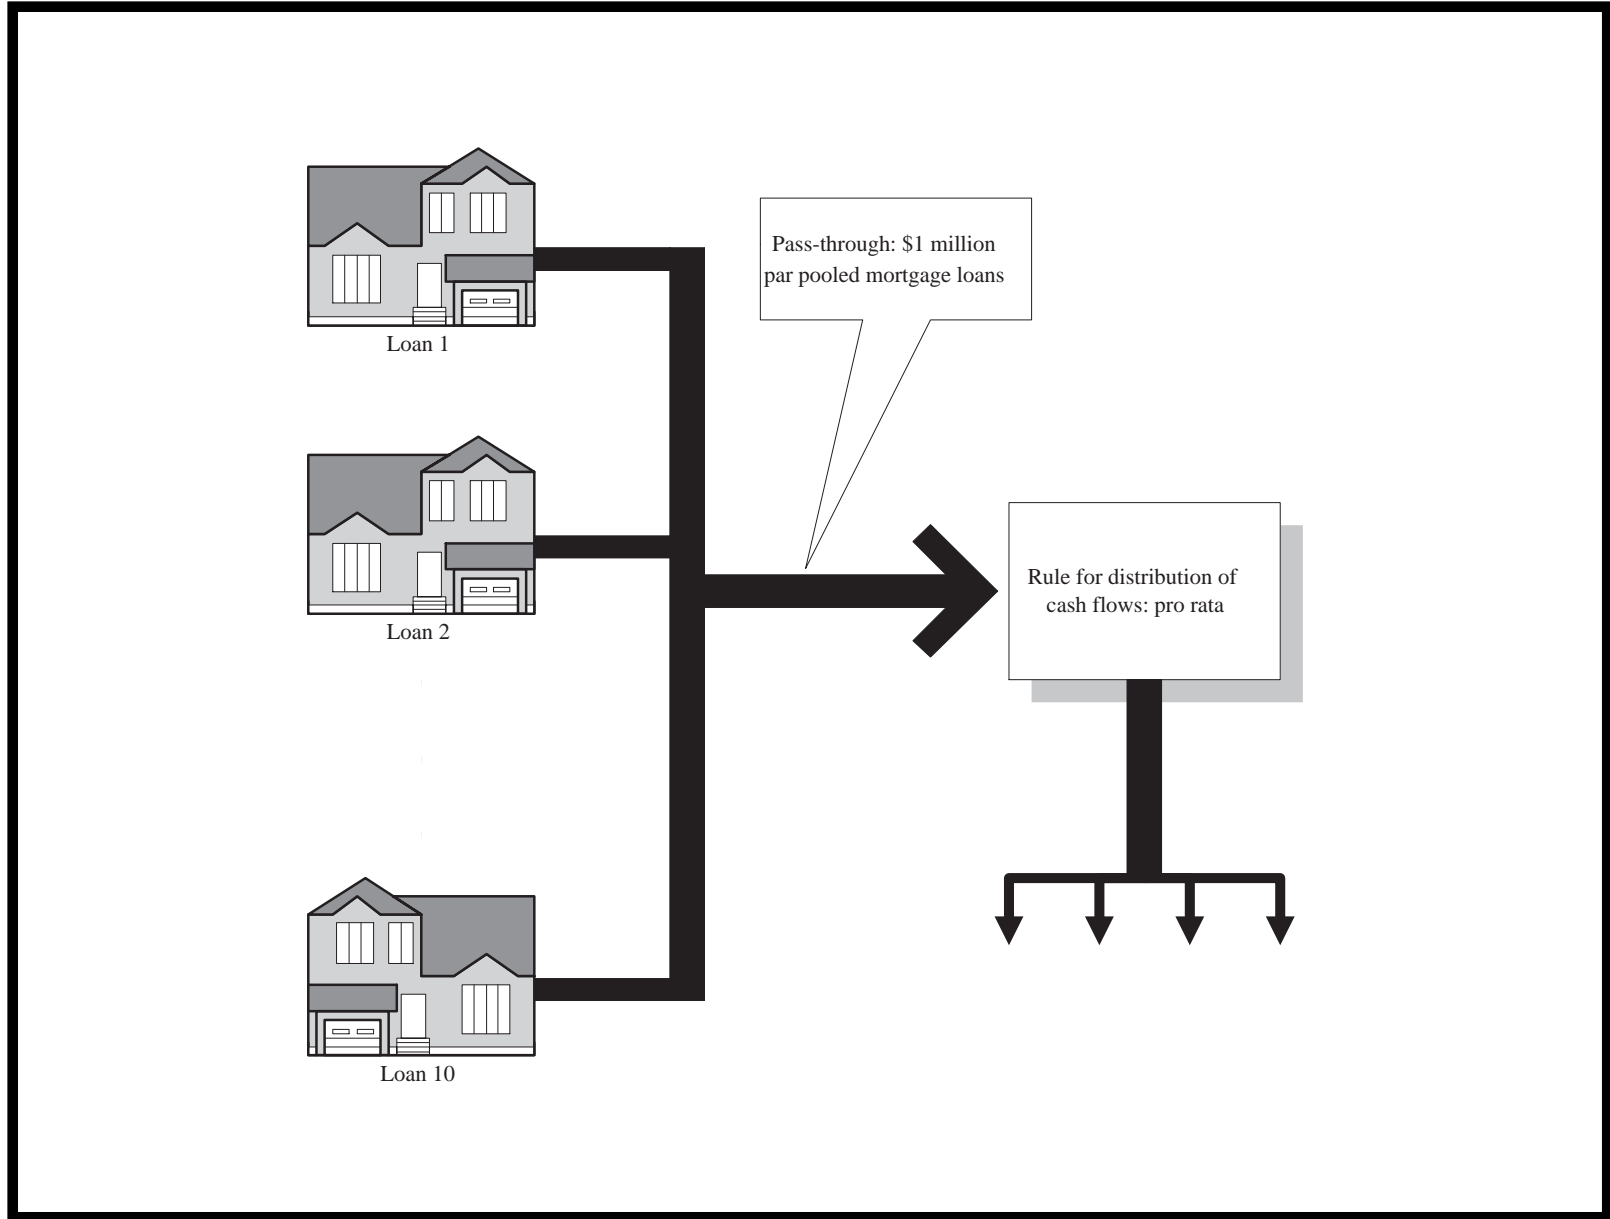 Loan 1
Pass-through: $1 million
par pooled mortgage loans
Loan 2
Rule for distribution of
cash flows: pro rata
Loan 10